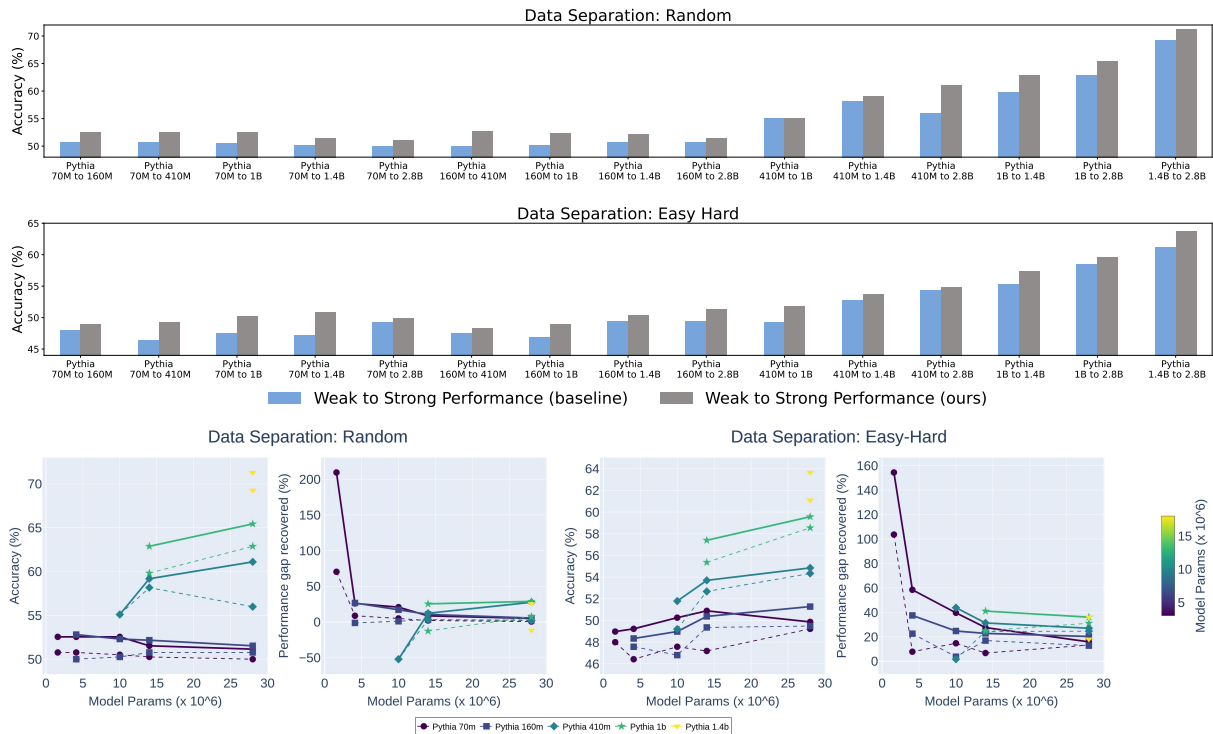 Data Separation: Random
Accuracy (%)
70
65
60
55
50
Pythia
70M to 160M
Pythia
70M to 410M
Pythia
70M to 1B
Pythia
70M to 1.4B
Pythia
70M to 2.8B
Pythia
160M to 410M
Pythia
160M to 1B
Pythia
160M to 1.4B
Pythia
160M to 2.8B
Pythia
410M to 1B
Pythia
410M to 1.4B
Pythia
410M to 2.8B
Pythia
1B to 1.4B
Pythia
1B to 2.8B
Pythia
1.4B to 2.8B
Data Separation: Easy Hard
Accuracy (%)
65
60
55
50
45
Pythia
70M to 160M
Pythia
70M to 410M
Pythia
70M to 1B
Pythia
70M to 1.4B
Pythia
70M to 2.8B
Pythia
160M to 410M
Pythia
160M to 1B
Pythia
160M to 1.4B
Pythia
160M to 2.8B
Pythia
410M to 1B
Pythia
410M to 1.4B
Pythia
410M to 2.8B
Pythia
1B to 1.4B
Pythia
1B to 2.8B
Pythia
1.4B to 2.8B
Weak to Strong Performance (baseline)
Weak to Strong Performance (ours)
Data Separation: Random
Accuracy (%)
70
65
60
55
50
0 5 10 15 20 25 30
Model Params (x 10^6)
Performance gap recovered (%)
200
150
100
50
0
−50
0 5 10 15 20 25 30
Model Params (x 10^6)
Data Separation: Easy-Hard
Accuracy (%)
64
62
60
58
56
54
52
50
48
46
0 5 10 15 20 25 30
Model Params (x 10^6)
Performance gap recovered (%)
160
140
120
100
80
60
40
20
0
0 5 10 15 20 25 30
Model Params (x 10^6)
15
10
5
Model Params (x 10^6)
Pythia 70m
Pythia 160m
Pythia 410m
Pythia 1b
Pythia 1.4b